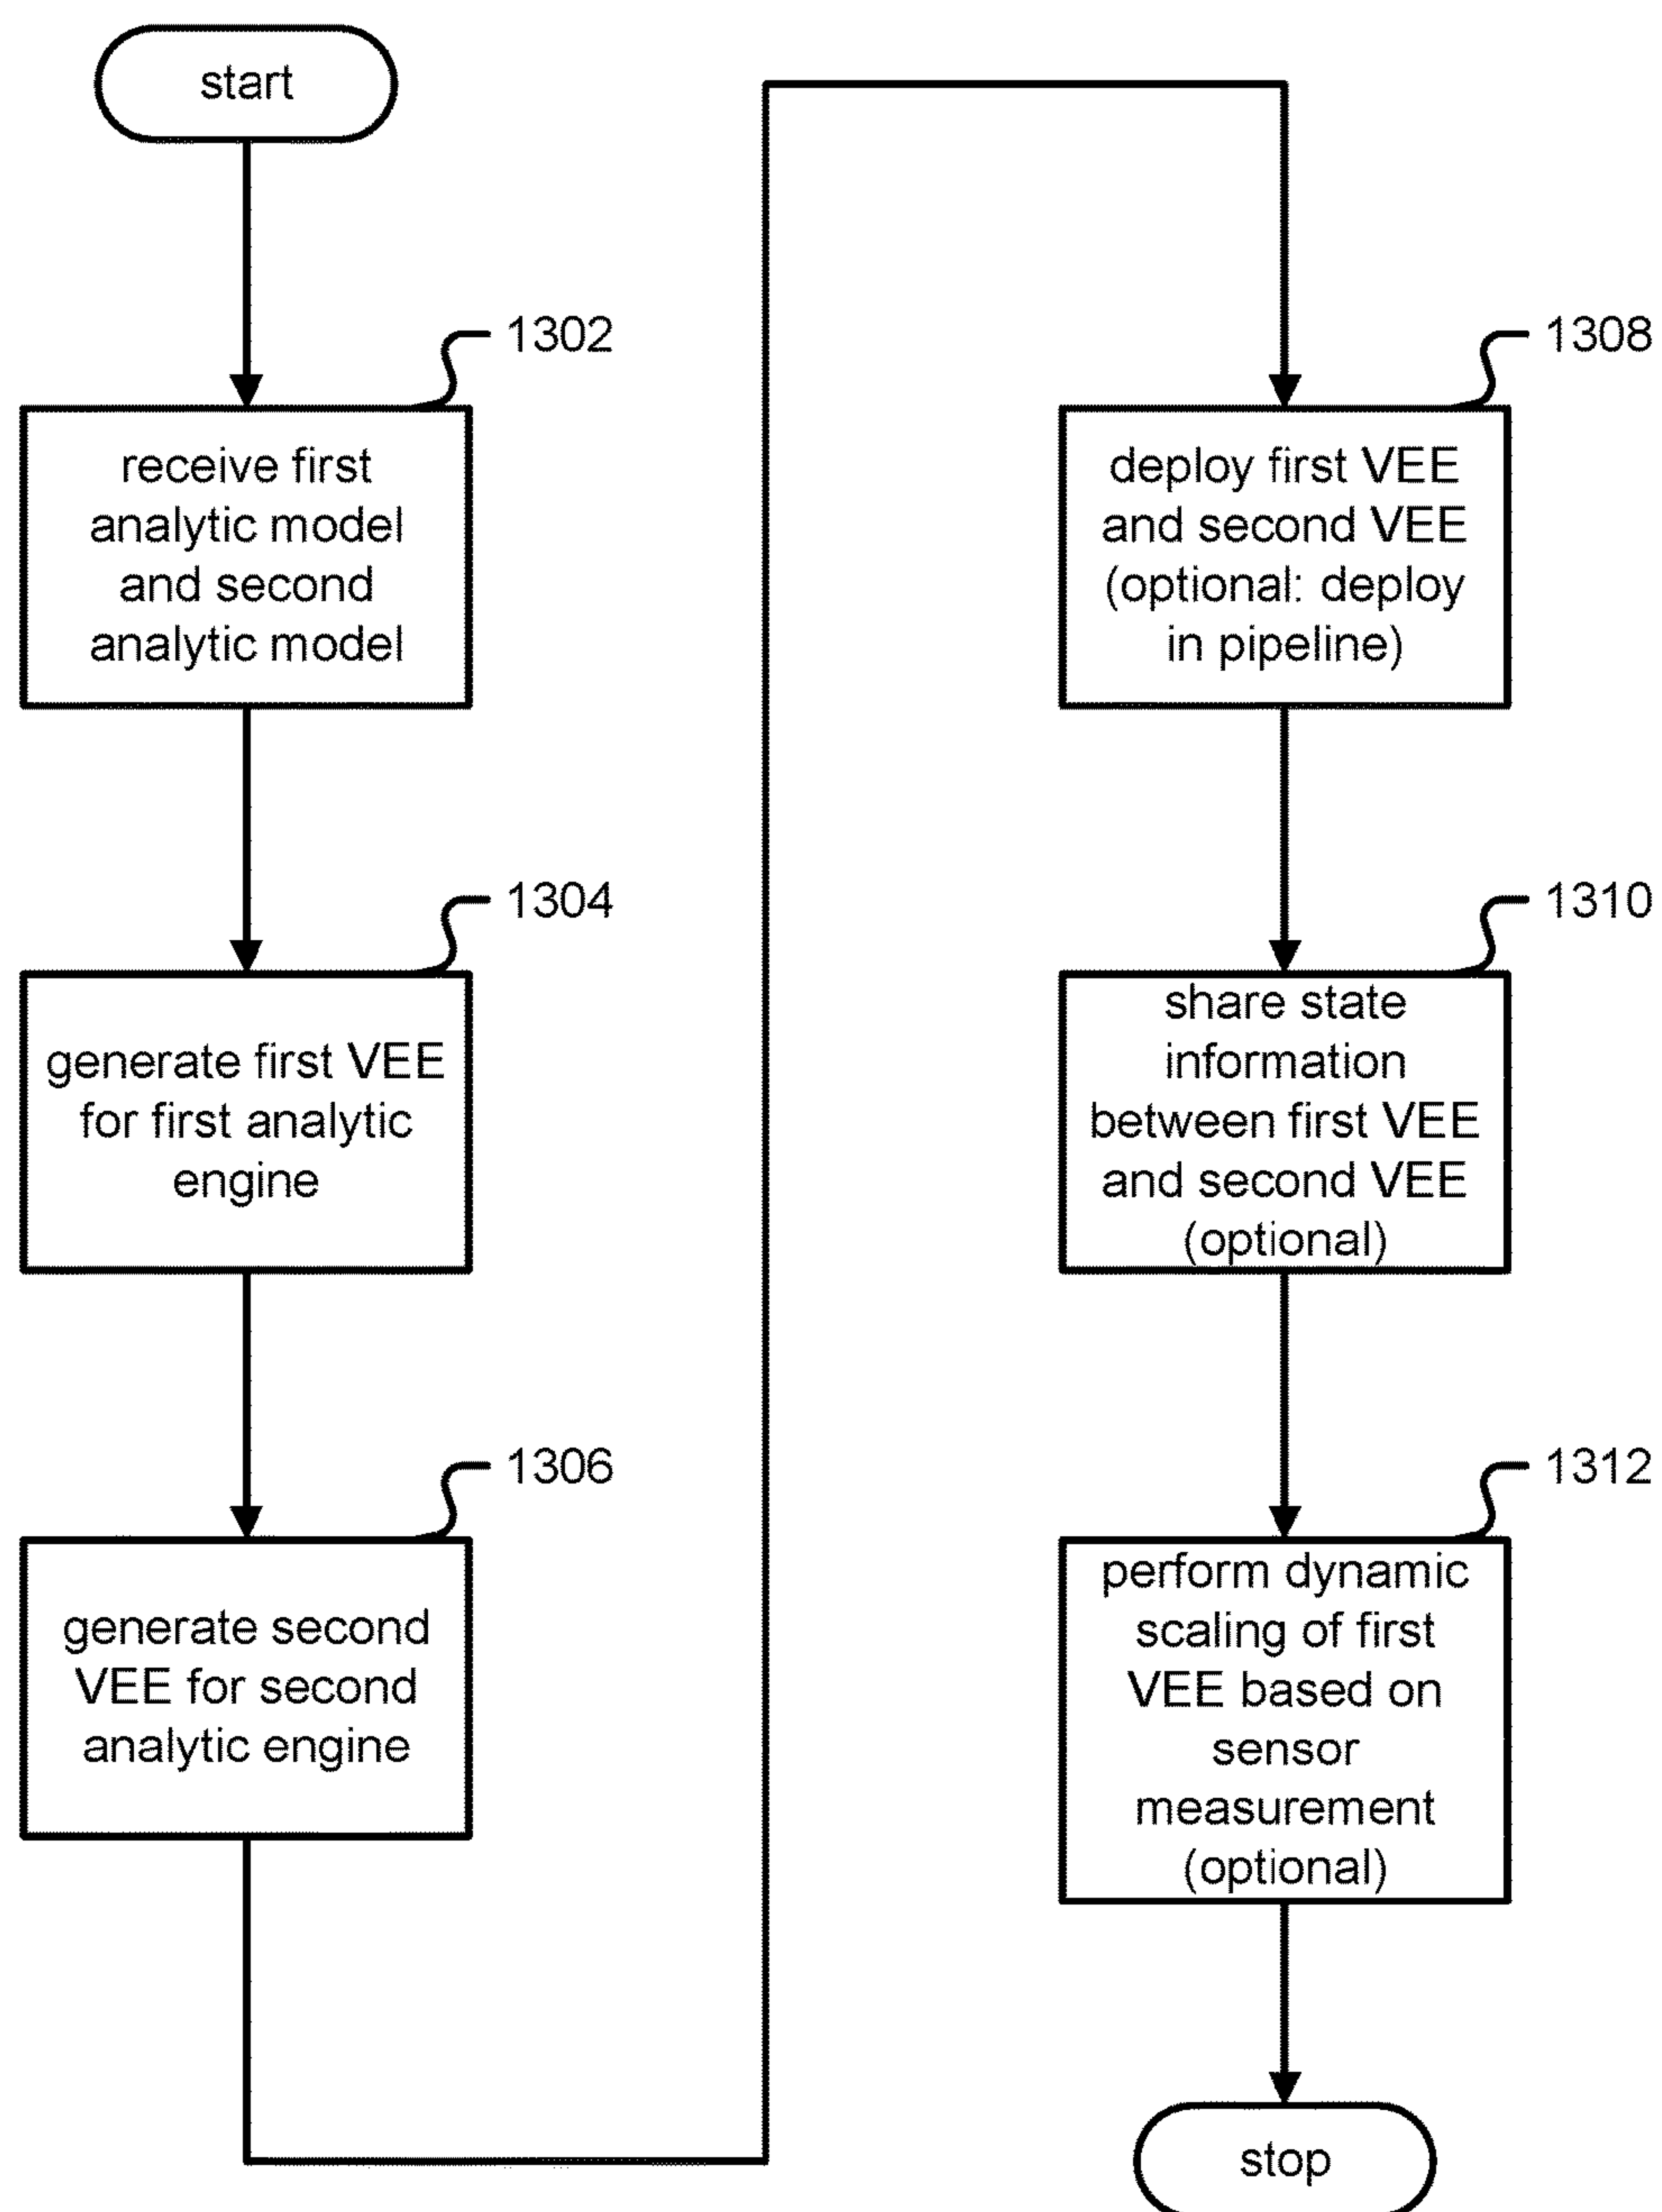 start
1302
receive first
analytic model
and second
analytic model
1304
generate first VEE
for first analytic
engine
1306
generate second
VEE for second
analytic engine
1308
deploy first VEE
and second VEE
(optional: deploy
in pipeline)
1310
share state
information
between first VEE
and second VEE
(optional)
1312
perform dynamic
scaling of first
VEE based on
sensor
measurement
(optional)
stop